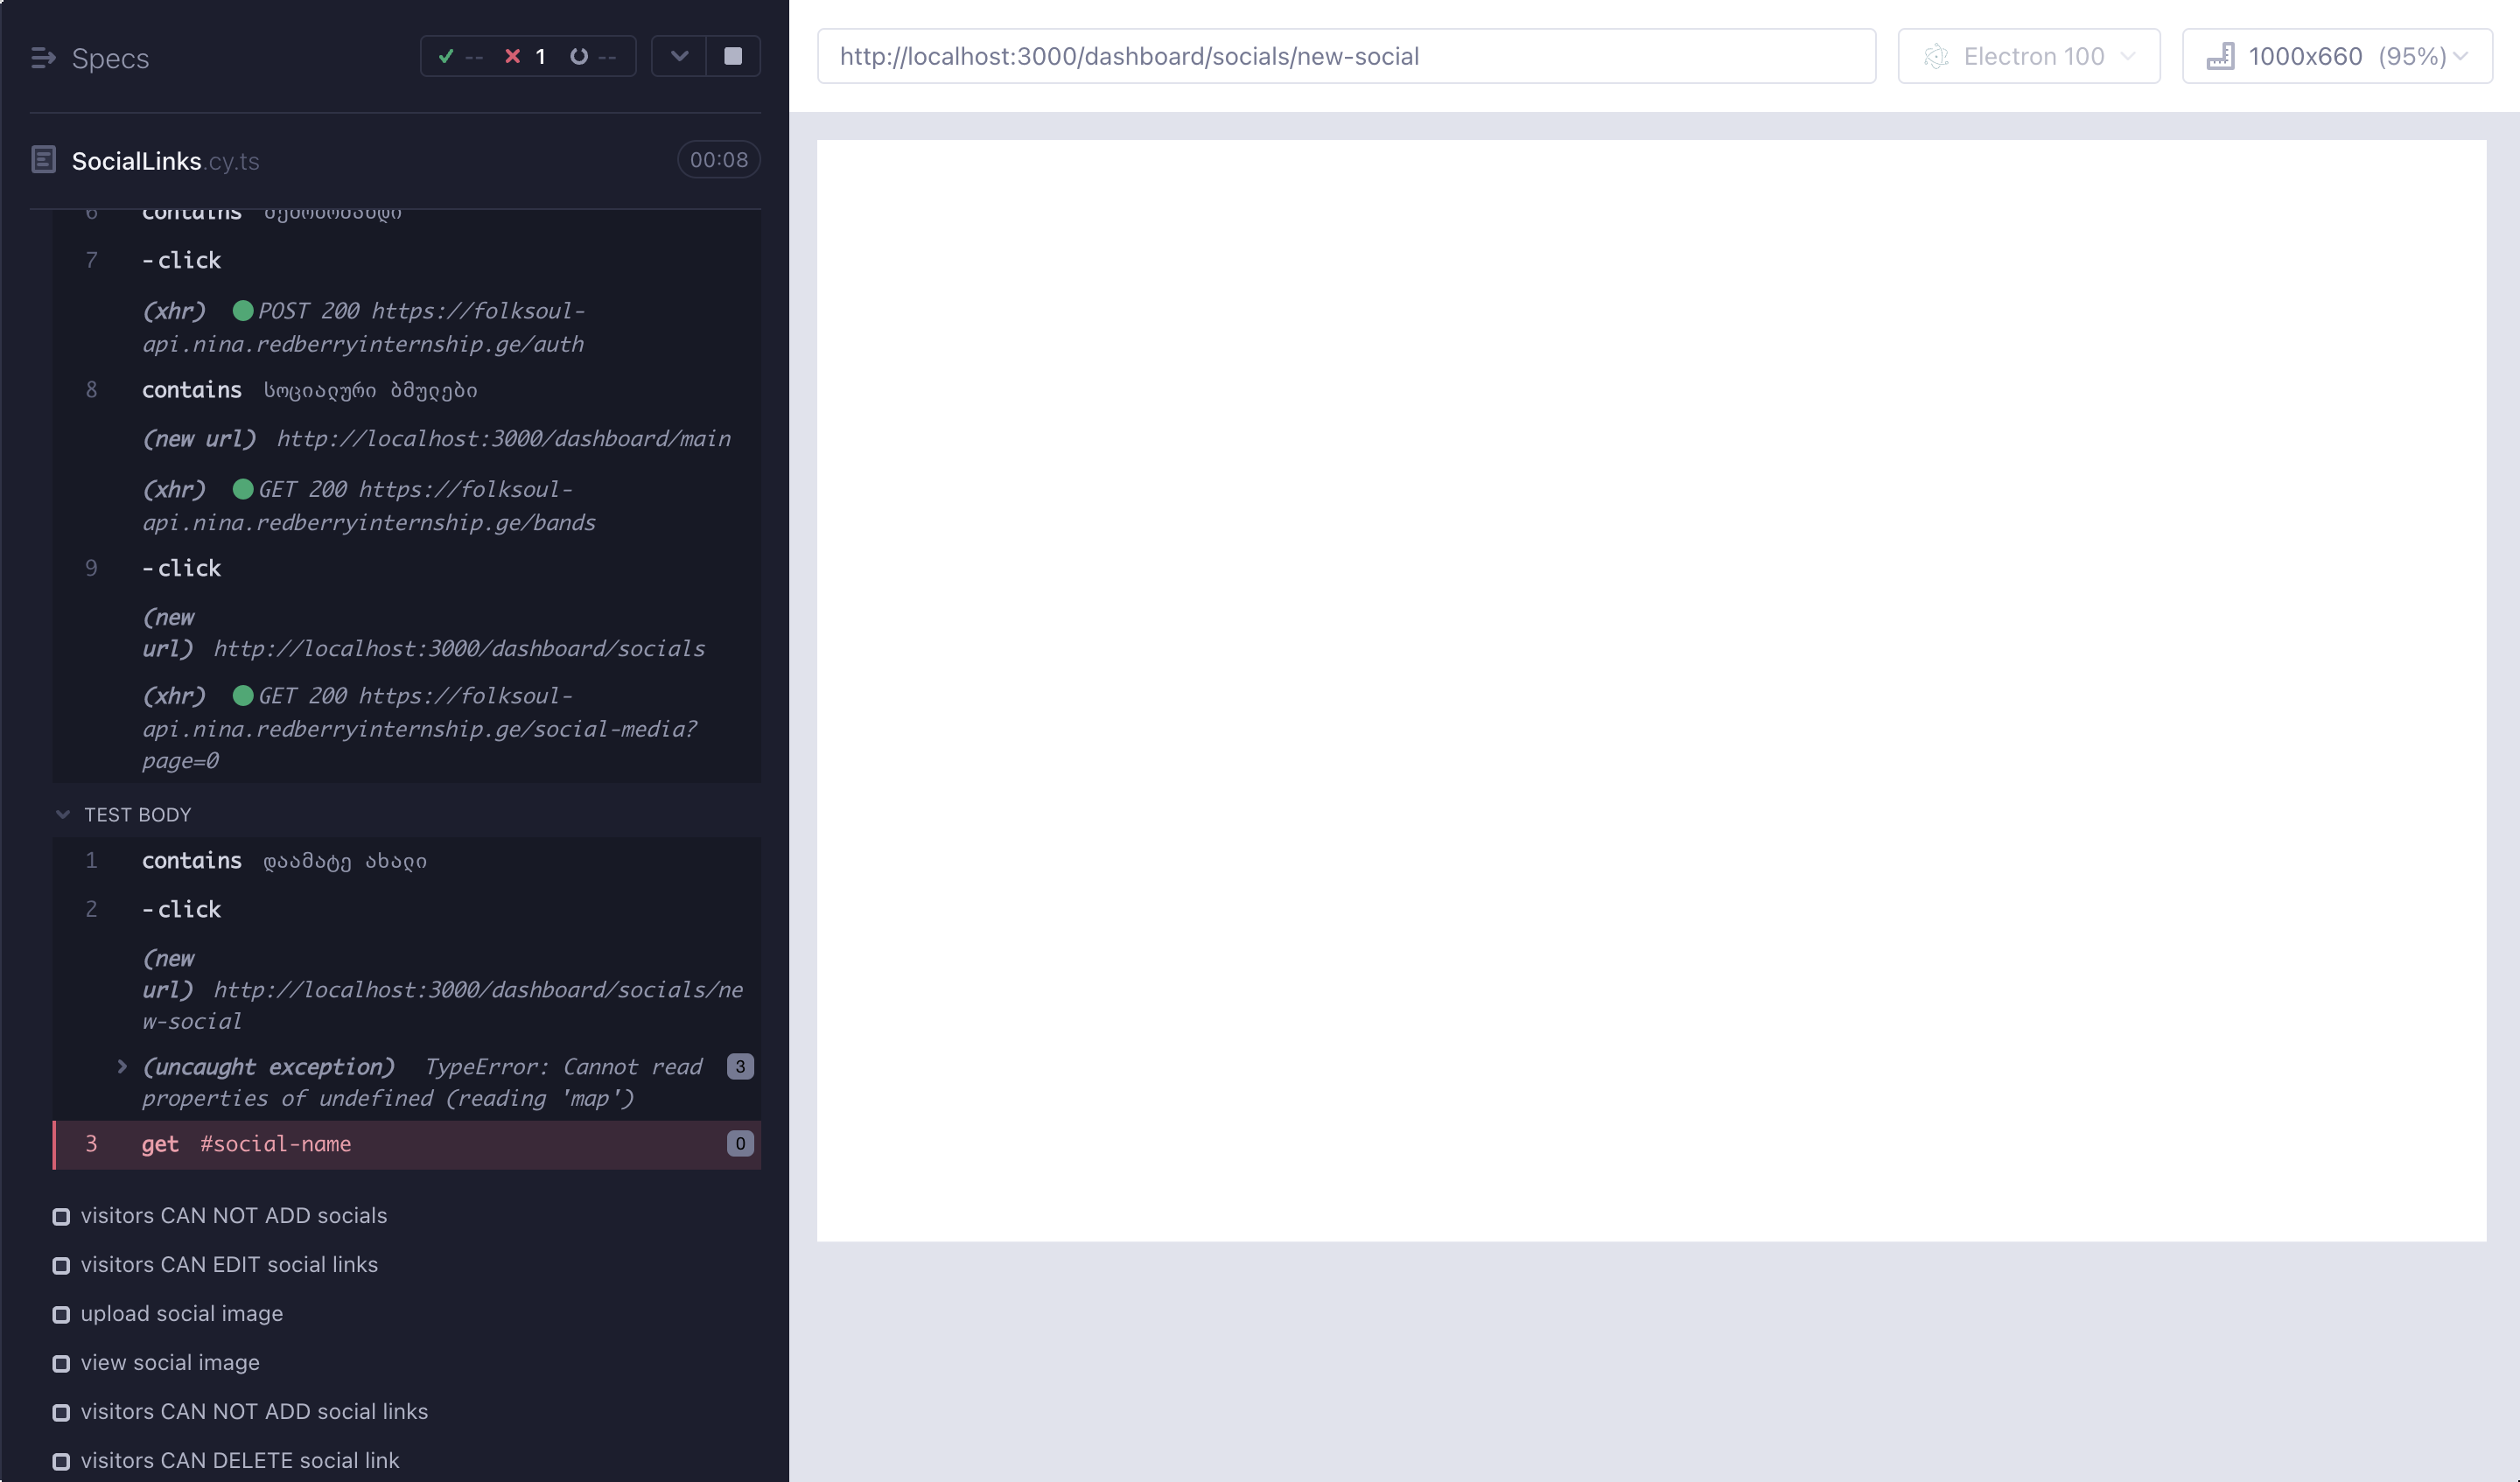 Specs
-- 1 --
http://localhost:3000/dashboard/socials/new-social
Electron 100
1000x660 (95%)
SocialLinks.cy.ts
00:08
6 contains
7 -click
(xhr) POST 200 https://folksoul-
api.nina.redberryinternship.ge/auth
8 contains სოციალური ბმულები
(new url) http://localhost:3000/dashboard/main
(xhr) GET 200 https://folksoul-
api.nina.redberryinternship.ge/bands
9 -click
(new
url) http://localhost:3000/dashboard/socials
(xhr) GET 200 https://folksoul-
api.nina.redberryinternship.ge/social-media?
page=0
TEST BODY
1 contains დაამატე ახალი
2 -click
(new
url) http://localhost:3000/dashboard/socials/ne
w-social
(uncaught exception) TypeError: Cannot read 3
properties of undefined (reading 'map')
3 get #social-name 0
visitors CAN NOT ADD socials
visitors CAN EDIT social links
upload social image
view social image
visitors CAN NOT ADD social links
visitors CAN DELETE social link